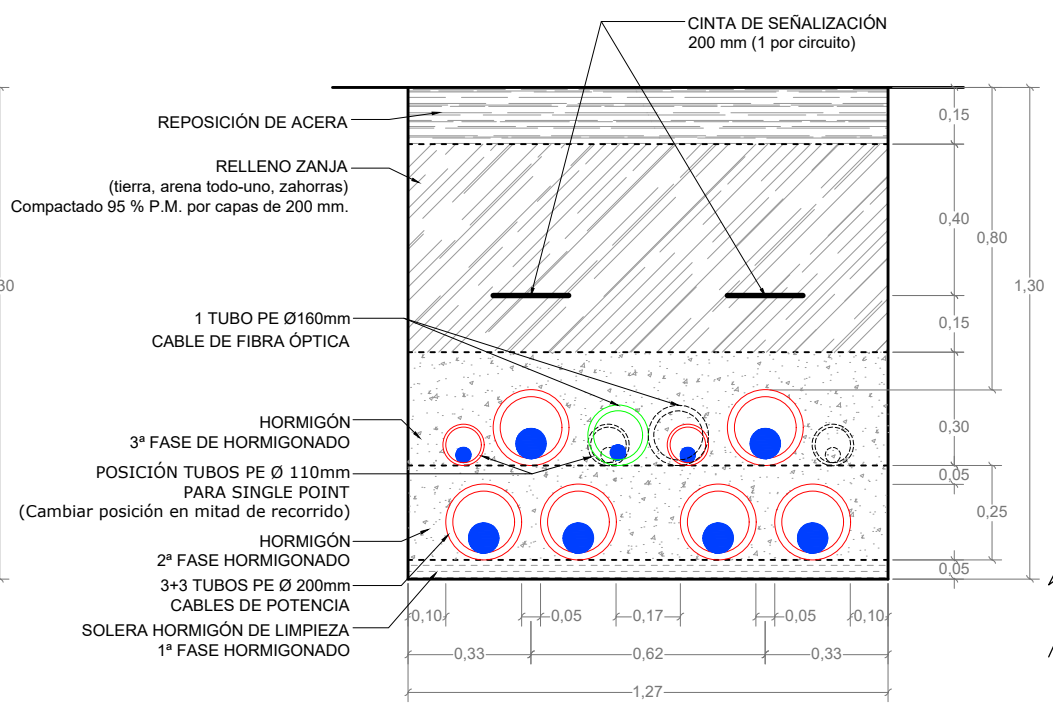 CINTA DE SEÑALIZACIÓN
200 mm (1 por circuito)
REPOSICIÓN DE ACERA
RELLENO ZANJA
(tierra, arena todo-uno, zahorras)
Compactado 95 % P.M. por capas de 200 mm.
1 TUBO PE Ø160mm
CABLE DE FIBRA ÓPTICA
HORMIGÓN
3ª FASE DE HORMIGONADO
POSICIÓN TUBOS PE Ø 110mm
PARA SINGLE POINT
(Cambiar posición en mitad de recorrido)
HORMIGÓN
2ª FASE HORMIGONADO
3+3 TUBOS PE Ø 200mm
CABLES DE POTENCIA
SOLERA HORMIGÓN DE LIMPIEZA
1ª FASE HORMIGONADO
0,15
0,40
0,80
1,30
30
0,15
0,30
0,05
0,25
0,05
0,10
0,05
0,17
0,05
0,10
0,33
0,62
0,33
1,27